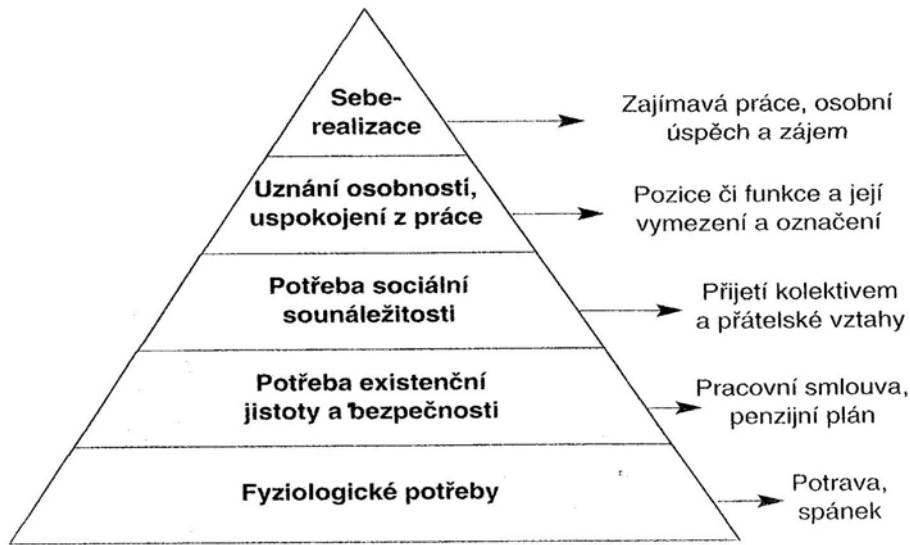 Sebe-
realizace
Zajímavá práce, osobní
úspěch a zájem
Uznání osobností,
uspokojení z práce
Pozice či funkce a její
vymezení a označení
Potřeba sociální
sounáležitosti
Přijetí kolektivem
a přátelské vztahy
Potřeba existenční
jistoty a bezpečnosti
Pracovní smlouva,
penzijní plán
Fyziologické potřeby
Potrava,
spánek